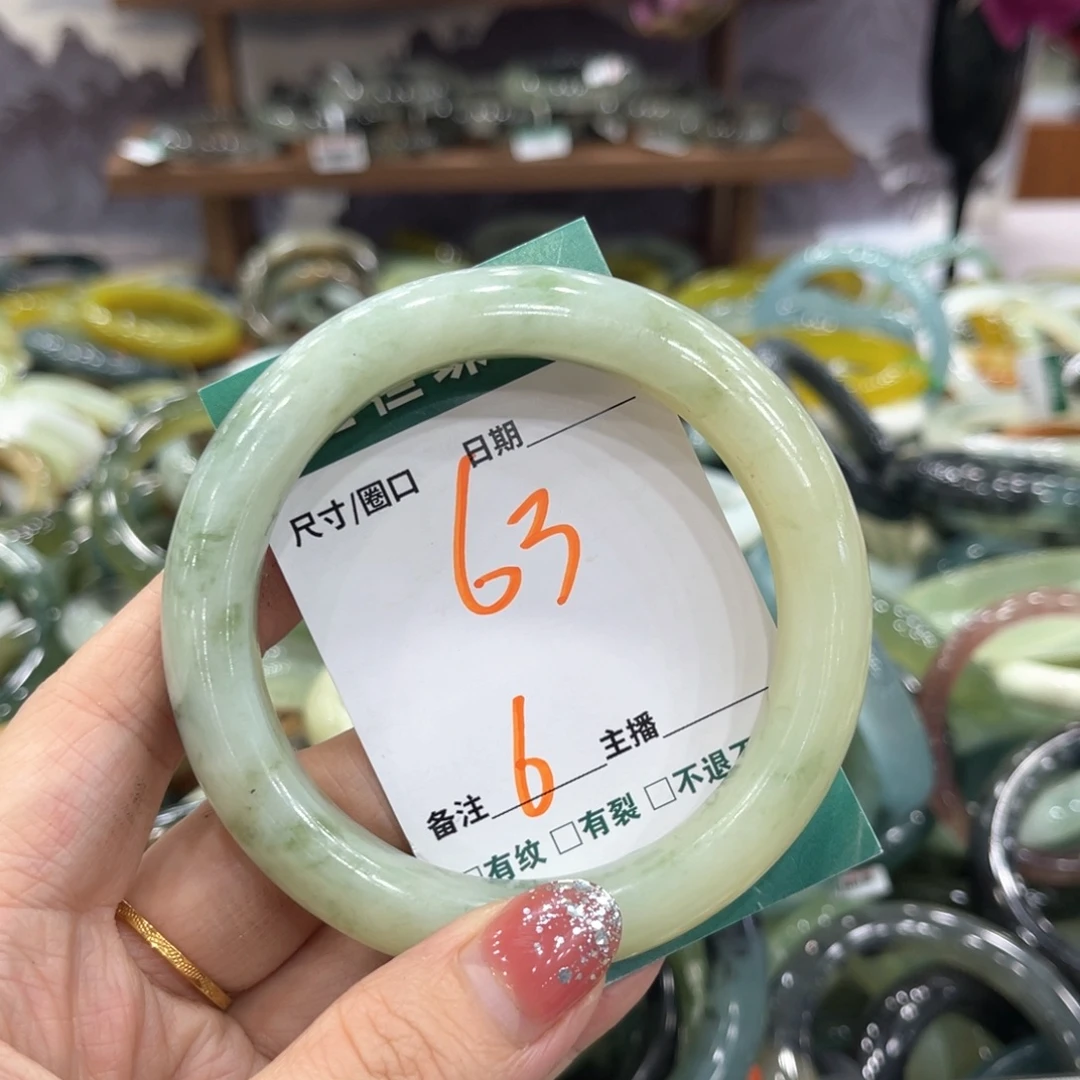 日期
尺寸/圈口
63
主播
备注 6
有纹 □有裂 □不退